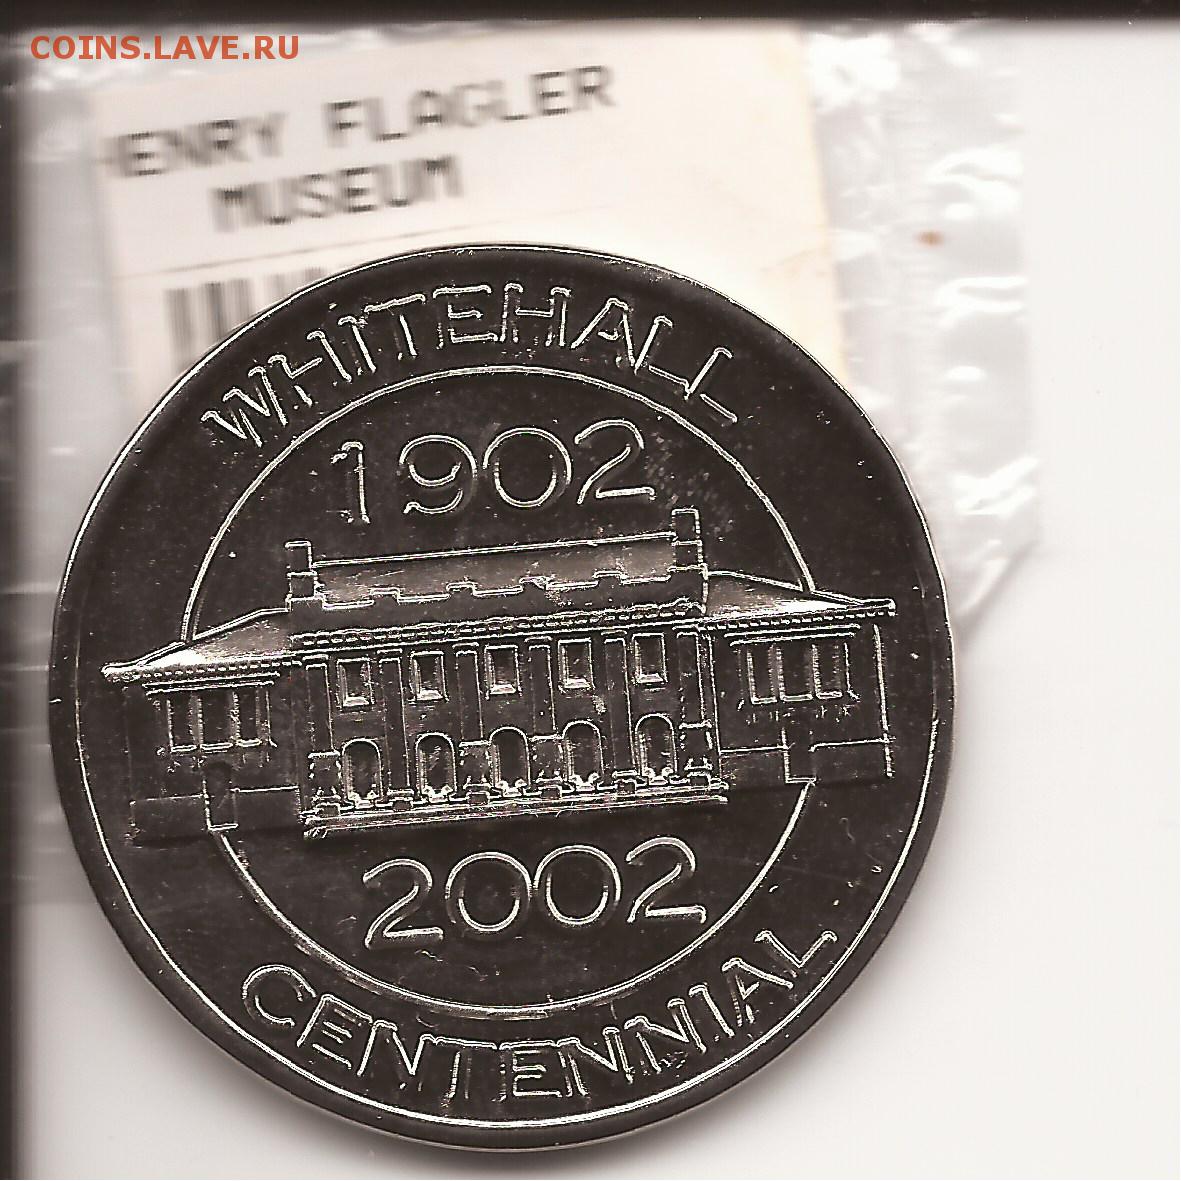 COINS.LAVE.RU
HENRY FLAGLER
MUSEUM
WHITEHALL
1902
2002
CENTENNIAL